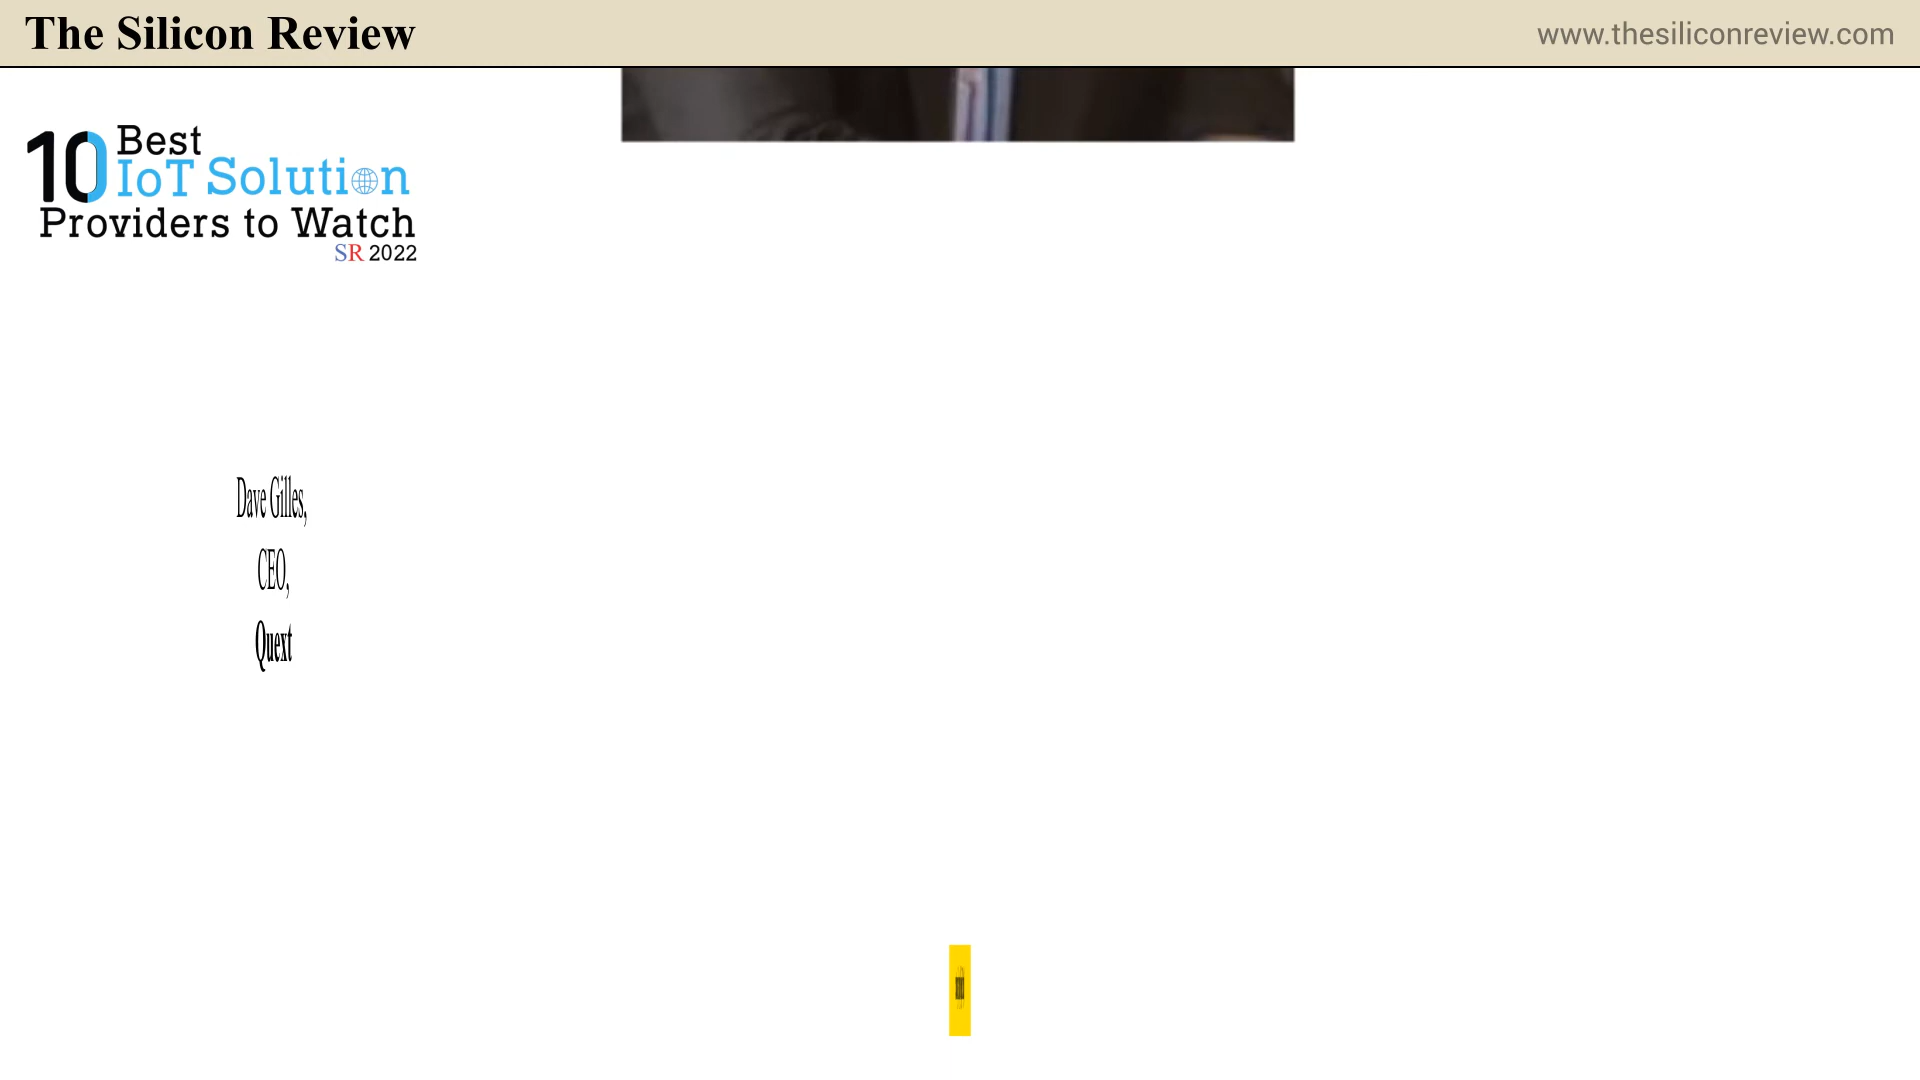 The Silicon Review
www.thesiliconreview.com
10 Best
IoT Solution
Providers to Watch
SR 2022
Dave Gilles,
CEO,
Quext